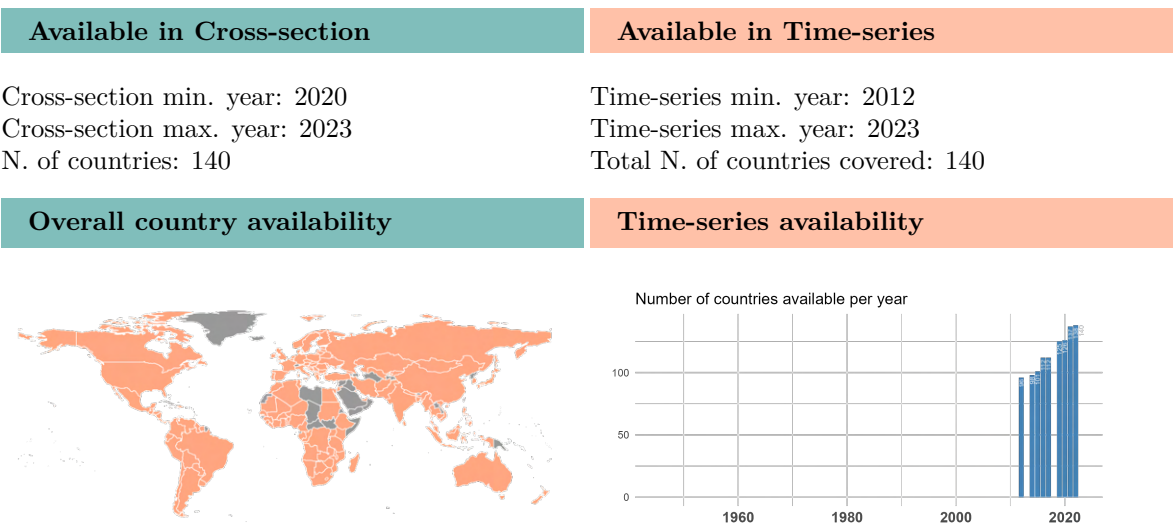 Available in Cross-section
Available in Time-series
Cross-section min. year: 2020
Cross-section max. year: 2023
N. of countries: 140
Time-series min. year: 2012
Time-series max. year: 2023
Total N. of countries covered: 140
Overall country availability
Time-series availability
Number of countries available per year
100
50
0
1960
1980
2000
2020